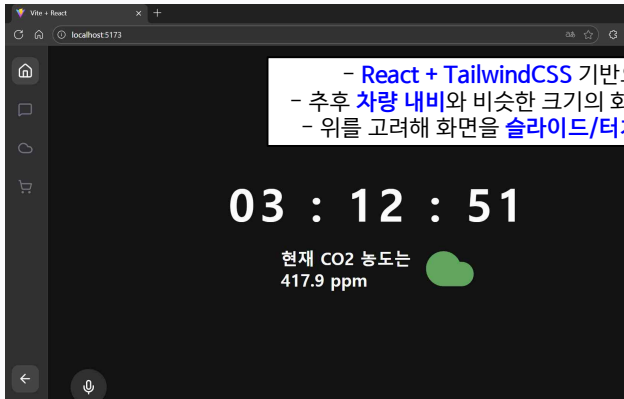 Vite + React
localhost:5173
- React + TailwindCSS 기반
- 추후 차량 내비와 비슷한 크기의
- 위를 고려해 화면을 슬라이드/터
03 : 12 : 51
현재 CO2 농도는
417.9 ppm